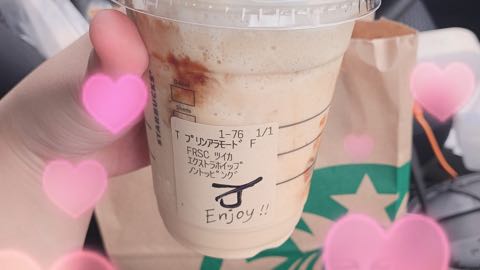 STARBUCKS
1-76 1/1
T プリンアラモード F
FRSC ツイカ
エクストラホイップ
ノントッピング
Enjoy!!